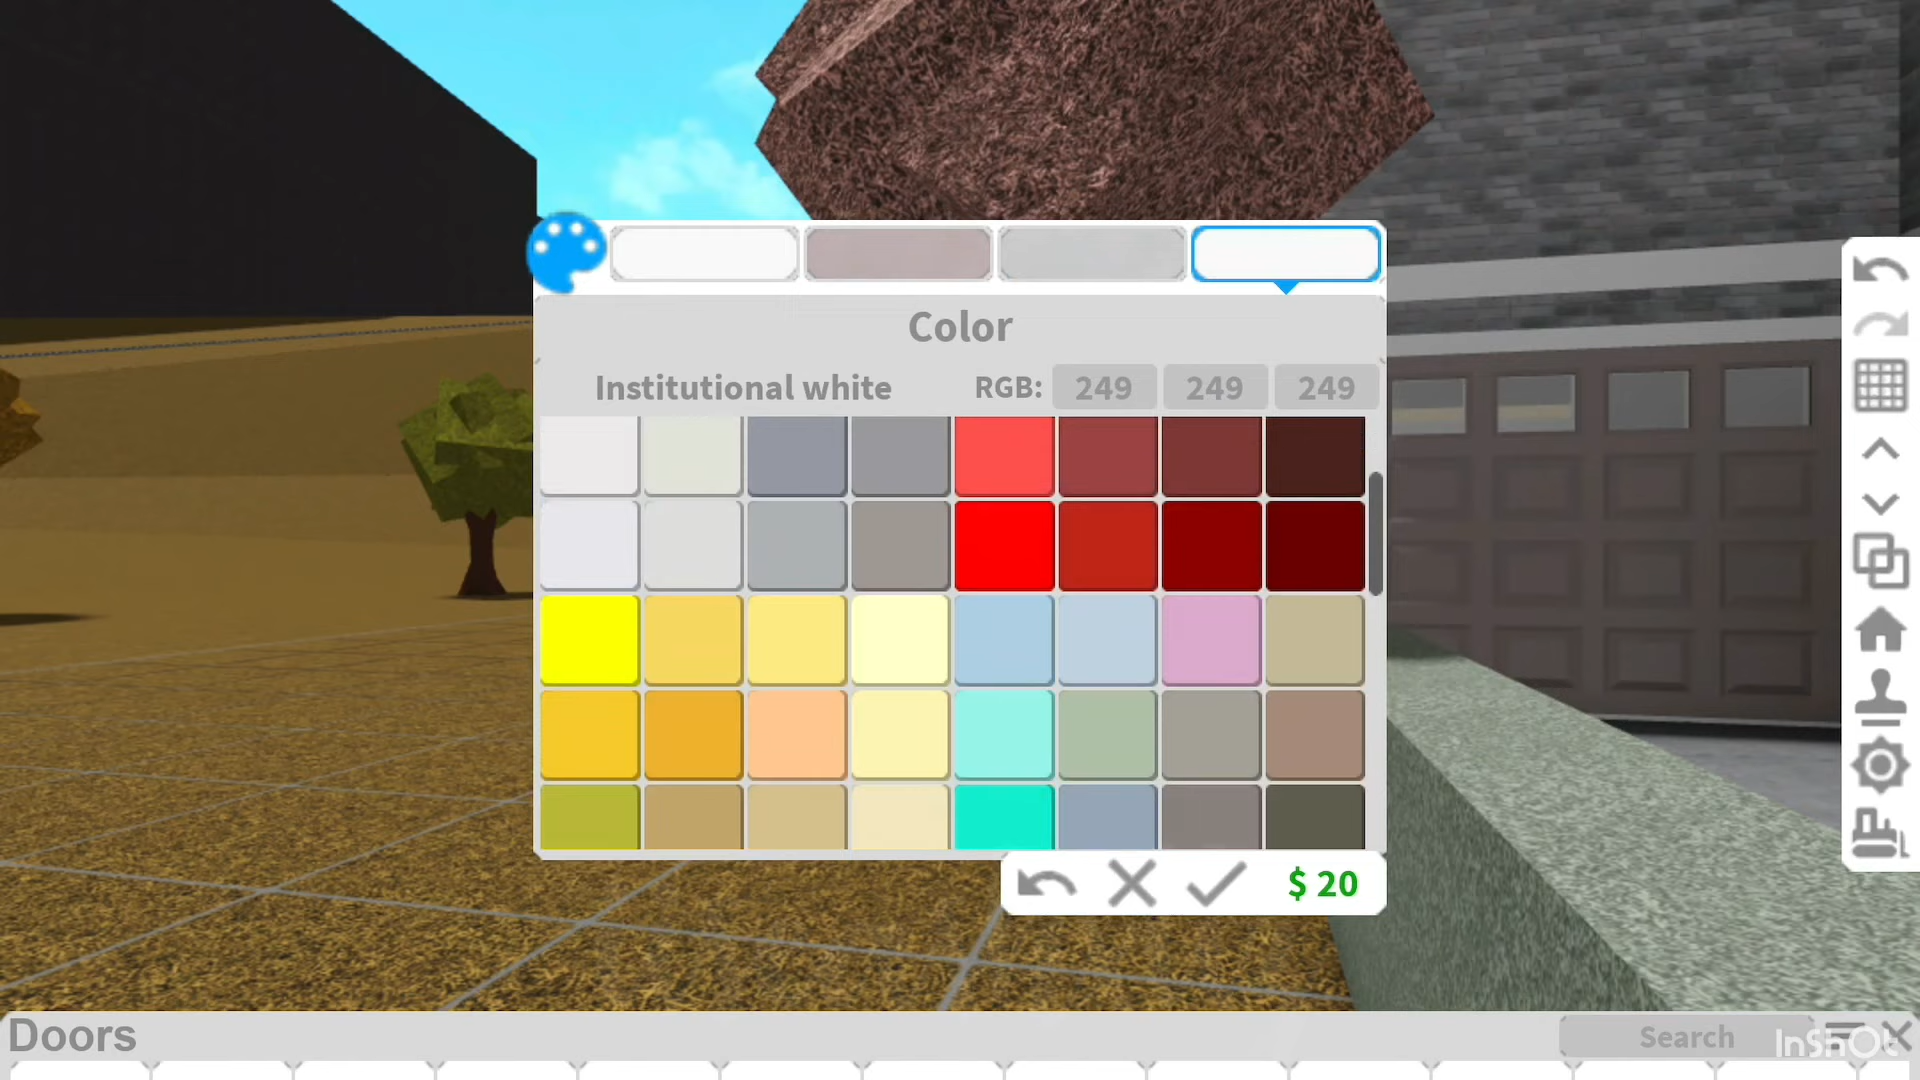 Color
Institutional white RGB: 249 249 249
$ 20
Doors
Search
InShOt